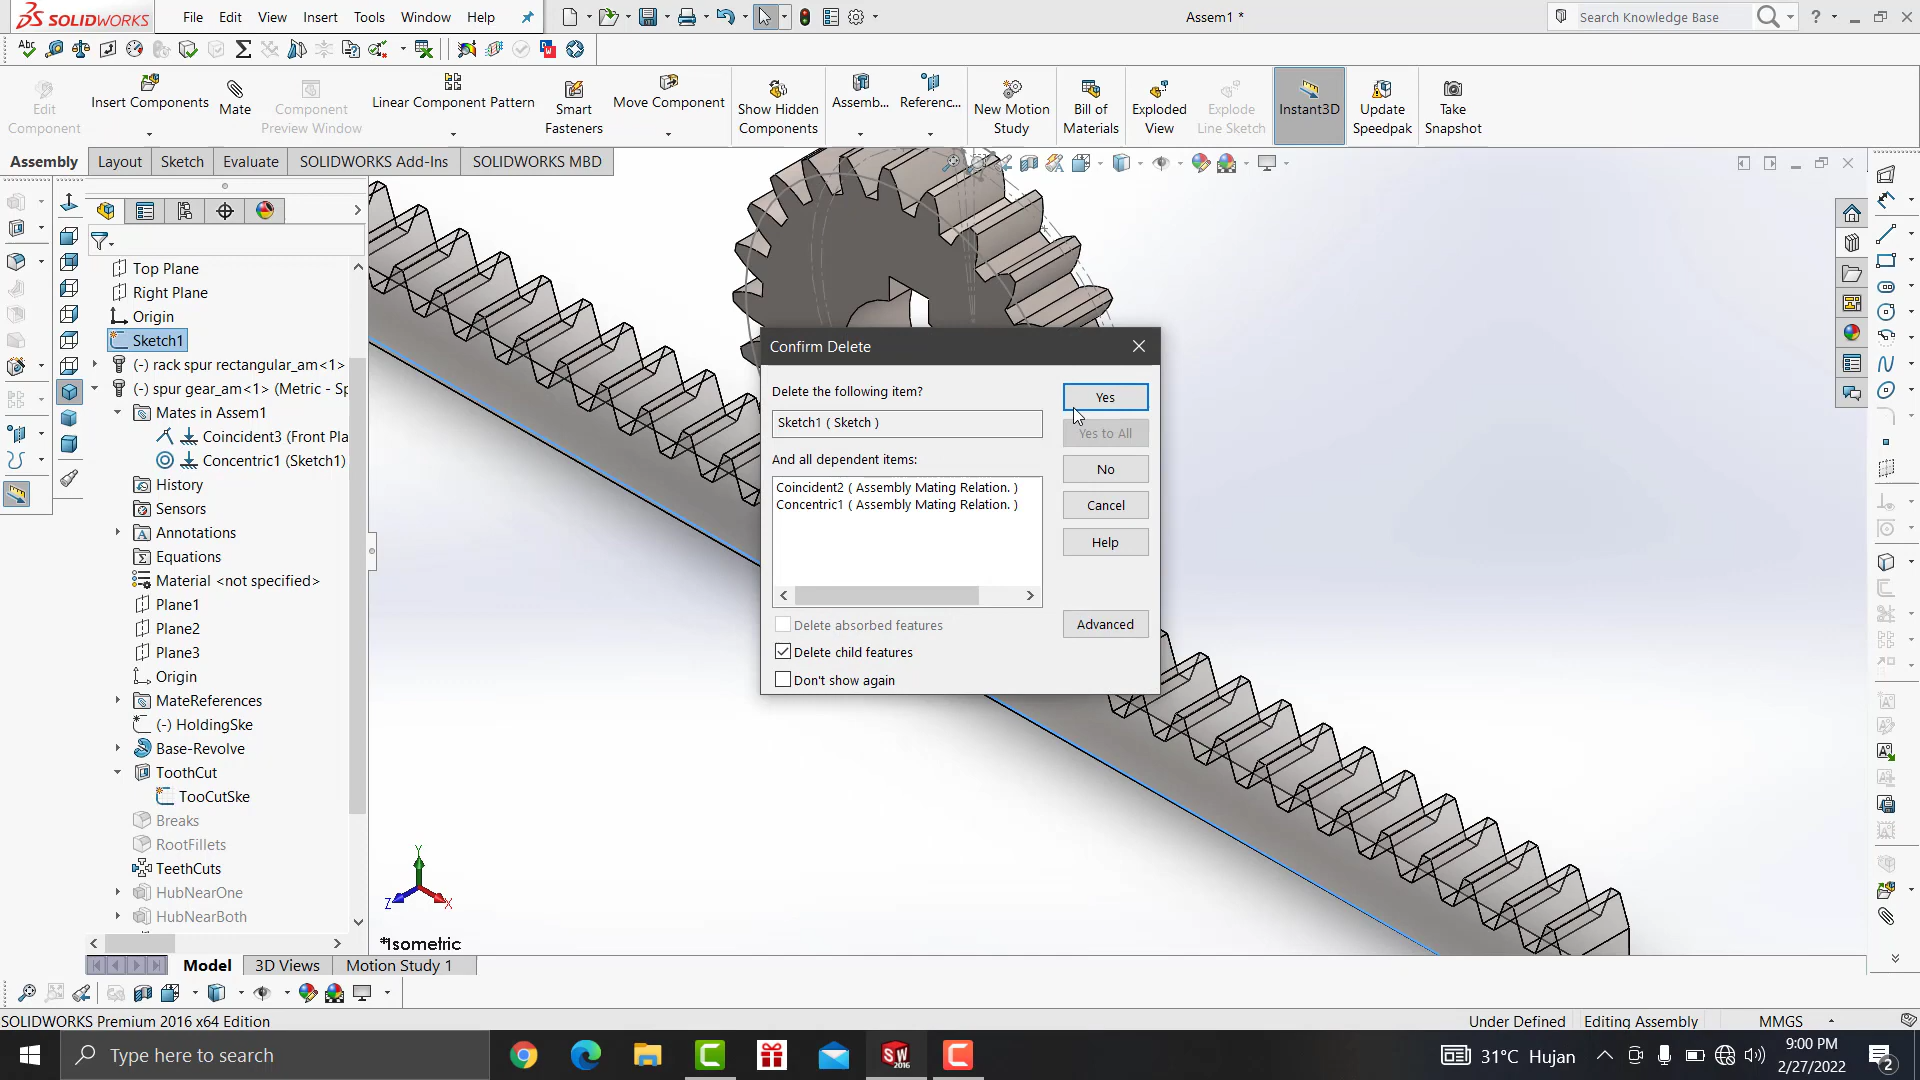 SOLIDWORKS File Edit View Insert Tools Window Help
Assem1 *
Search Knowledge Base
Edit Component
Insert Components
Mate
Component Preview Window
Linear Component Pattern
Smart Fasteners
Move Component
Show Hidden Components
Assemb...
Referenc...
New Motion Study
Bill of Materials
Exploded View
Explode Line Sketch
Instant3D
Update Speedpak
Take Snapshot
Assembly Layout Sketch Evaluate SOLIDWORKS Add-Ins SOLIDWORKS MBD
Top Plane
Right Plane
Origin
Sketch1
(-) rack spur rectangular_am<1>
(-) spur gear_am<1> (Metric - Sp
Mates in Assem1
Coincident3 (Front Pla
Concentric1 (Sketch1)
History
Sensors
Annotations
Equations
Material <not specified>
Plane1
Plane2
Plane3
Origin
MateReferences
(-) HoldingSke
Base-Revolve
ToothCut
TooCutSke
Breaks
RootFillets
TeethCuts
HubNearOne
HubNearBoth
Confirm Delete
Delete the following item?
Sketch1 ( Sketch )
And all dependent items:
Coincident2 ( Assembly Mating Relation. )
Concentric1 ( Assembly Mating Relation. )
Delete absorbed features
Delete child features
Don't show again
Yes
Yes to All
No
Cancel
Help
Advanced
Y
Z
X
*Isometric
Model 3D Views Motion Study 1
SOLIDWORKS Premium 2016 x64 Edition
Under Defined Editing Assembly MMGS
Type here to search
31°C Hujan
9:00 PM
2/27/2022
2